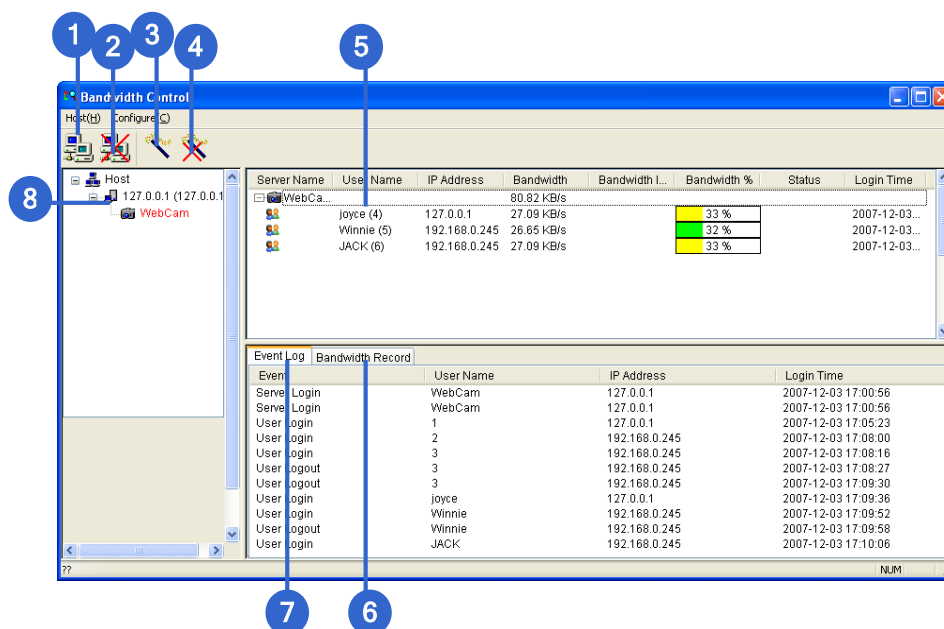 1 2 3 4 5
Bandwidth Control
Host(H) Configure(C)
8
Host
127.0.0.1 (127.0.0.1
WebCam
Server Name User Name IP Address Bandwidth Bandwidth l... Bandwidth % Status Login Time
WebCa... 80.82 KB/s
joyce (4) 127.0.0.1 27.09 KB/s 33 % 2007-12-03...
Winnie (5) 192.168.0.245 26.65 KB/s 32 % 2007-12-03...
JACK (6) 192.168.0.245 27.09 KB/s 33 % 2007-12-03...
Event Log Bandwidth Record
Event User Name IP Address Login Time
Server Login WebCam 127.0.0.1 2007-12-03 17:00:56
Server Login WebCam 127.0.0.1 2007-12-03 17:00:56
User Login 1 127.0.0.1 2007-12-03 17:05:23
User Login 2 192.168.0.245 2007-12-03 17:08:00
User Login 3 192.168.0.245 2007-12-03 17:08:16
User Logout 3 192.168.0.245 2007-12-03 17:08:27
User Logout 3 192.168.0.245 2007-12-03 17:09:30
User Login joyce 127.0.0.1 2007-12-03 17:09:36
User Login Winnie 192.168.0.245 2007-12-03 17:09:52
User Logout Winnie 192.168.0.245 2007-12-03 17:09:58
User Login JACK 192.168.0.245 2007-12-03 17:10:06
?? NUM
7 6